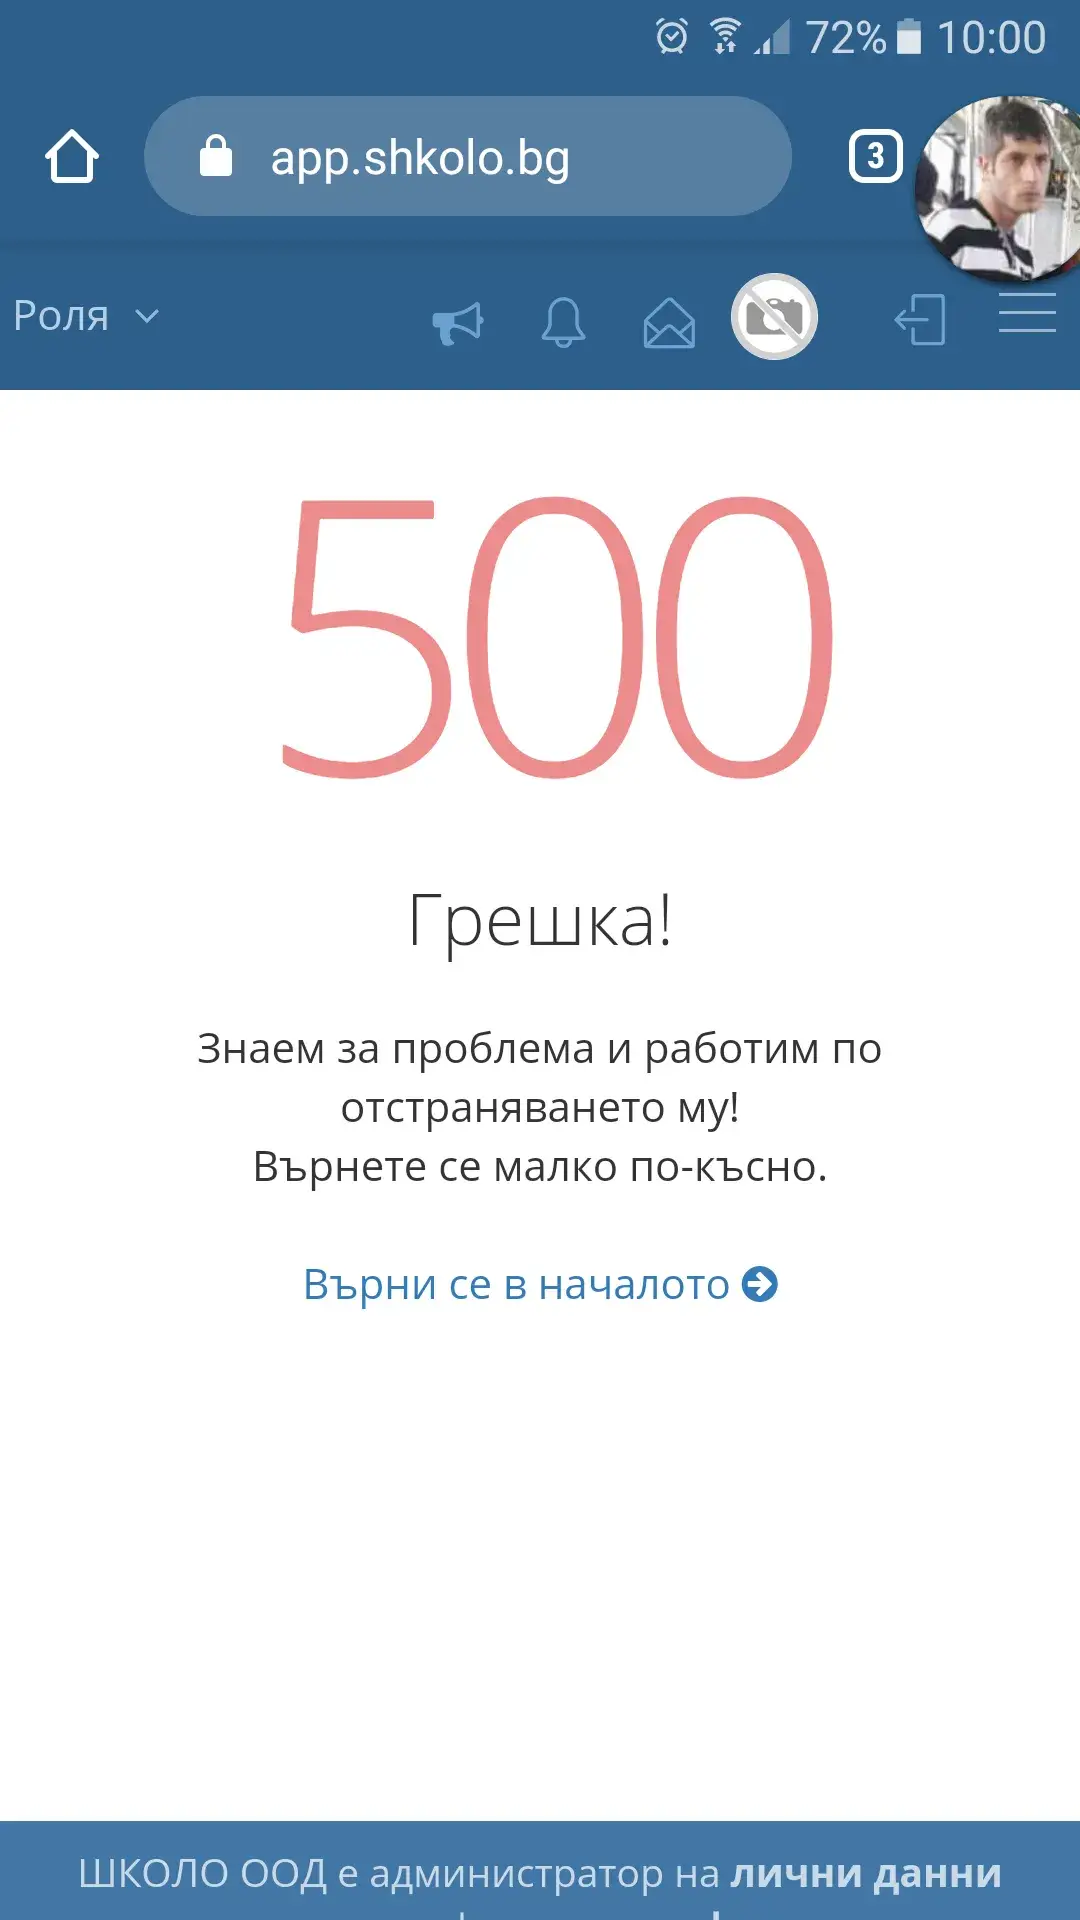 72% 10:00
app.shkolo.bg
3
Роля
500
Грешка!
Знаем за проблема и работим по
отстраняването му!
Върнете се малко по-късно.
Върни се в началото
ШКОЛО ООД е администратор на лични данни